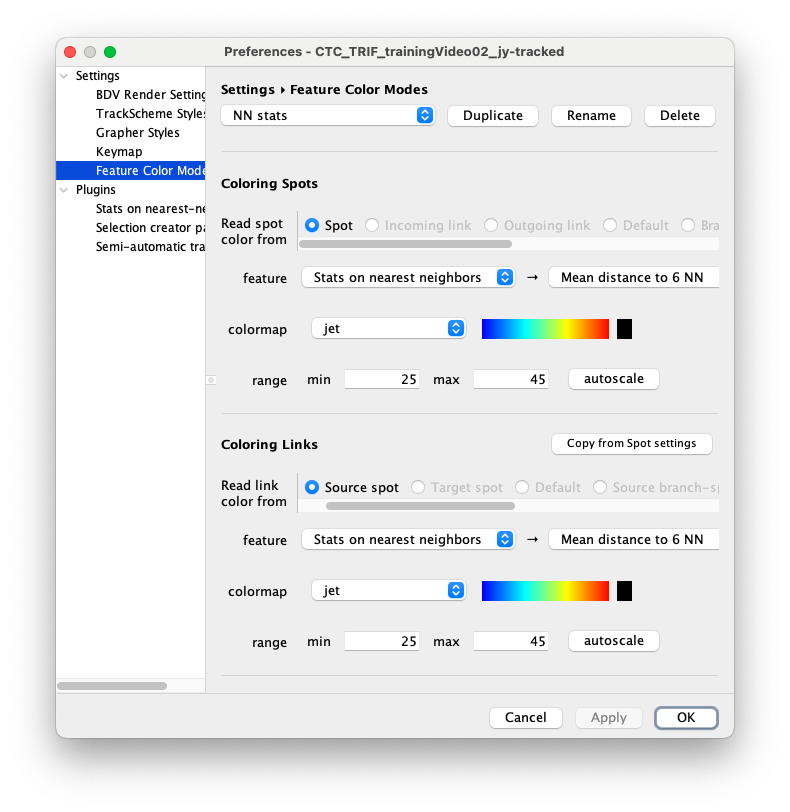 Preferences - CTC_TRIF_trainingVideo02_jy-tracked
Settings
BDV Render Setting
TrackScheme Styles
Grapher Styles
Keymap
Feature Color Mode
Plugins
Stats on nearest-ne
Selection creator pa
Semi-automatic tra
Settings ▸ Feature Color Modes
NN stats Duplicate Rename Delete
Coloring Spots
Read spot color from
Spot Incoming link Outgoing link Default Bra
feature Stats on nearest neighbors → Mean distance to 6 NN
colormap jet
range min 25 max 45 autoscale
Coloring Links Copy from Spot settings
Read link color from
Source spot Target spot Default Source branch-sp
feature Stats on nearest neighbors → Mean distance to 6 NN
colormap jet
range min 25 max 45 autoscale
Cancel Apply OK